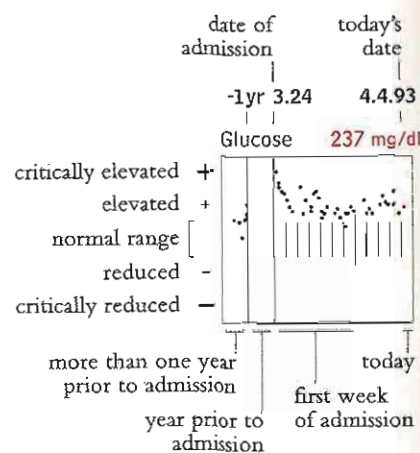 date of
admission
today's
date
-1yr 3.24 4.4.93
Glucose 237 mg/dl
critically elevated +
elevated +
normal range
reduced -
critically reduced -
more than one year
prior to admission
today
first week
of admission
year prior to
admission